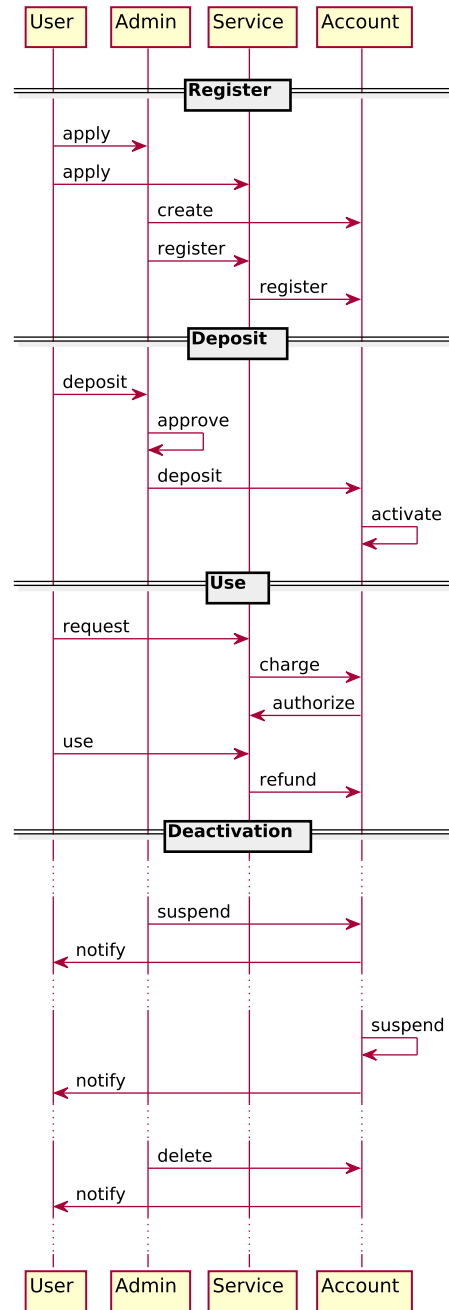 User Admin Service Account
Register
apply
apply
create
register
register
Deposit
deposit
approve
deposit
activate
Use
request
charge
authorize
use
refund
Deactivation
suspend
notify
suspend
notify
delete
notify
User Admin Service Account